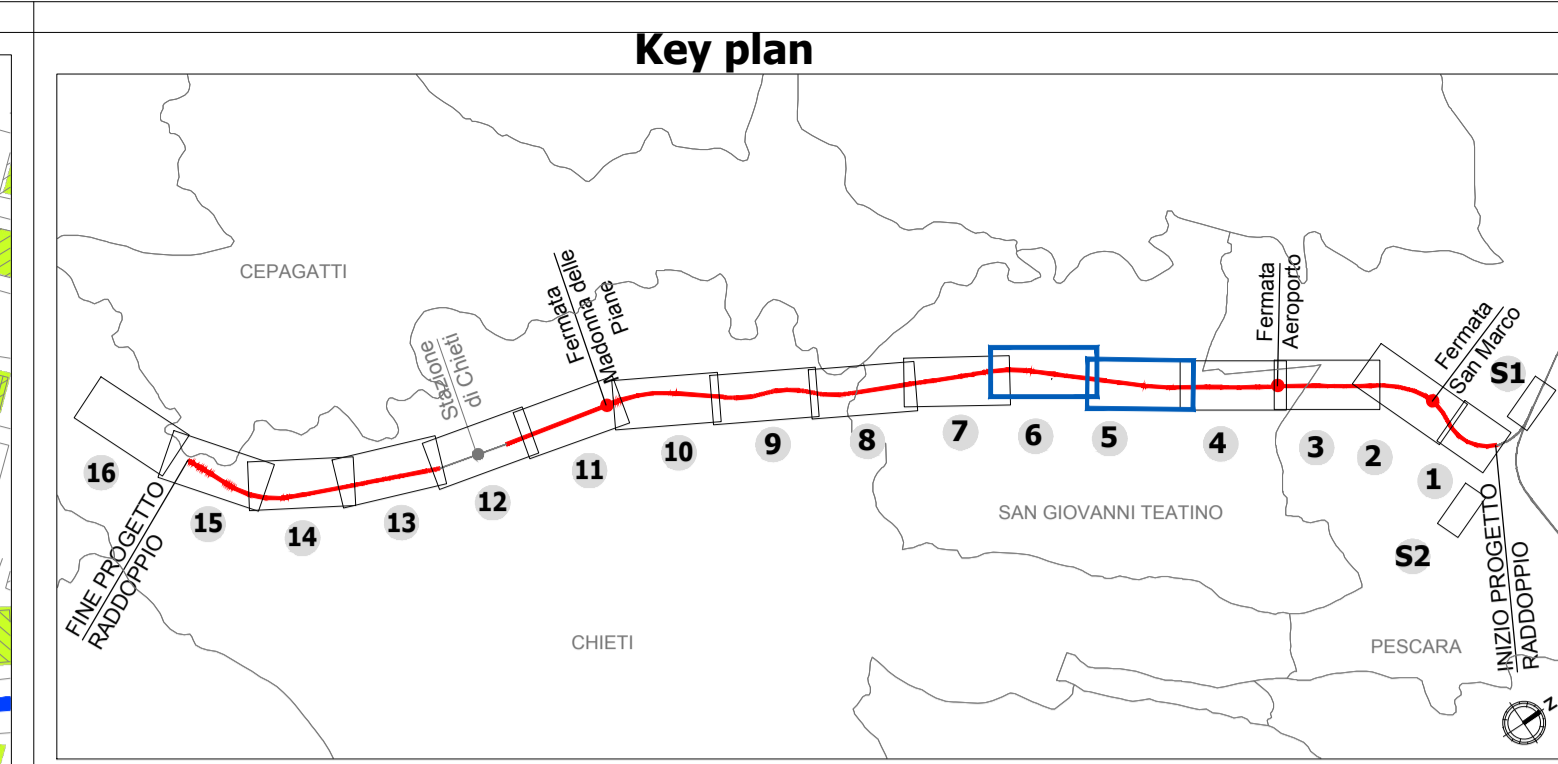 Key plan
CEPAGATTI
Stazione
di Chieti
Fermata
Madonna delle
Piane
Fermata
Aeroporto
Fermata
San Marco
S1
16
15
14
13
12
11
10
9
8
7
6
5
4
3
2
1
S2
SAN GIOVANNI TEATINO
FINE PROGETTO
RADDOPPIO
INIZIO PROGETTO
RADDOPPIO
CHIETI
PESCARA
N